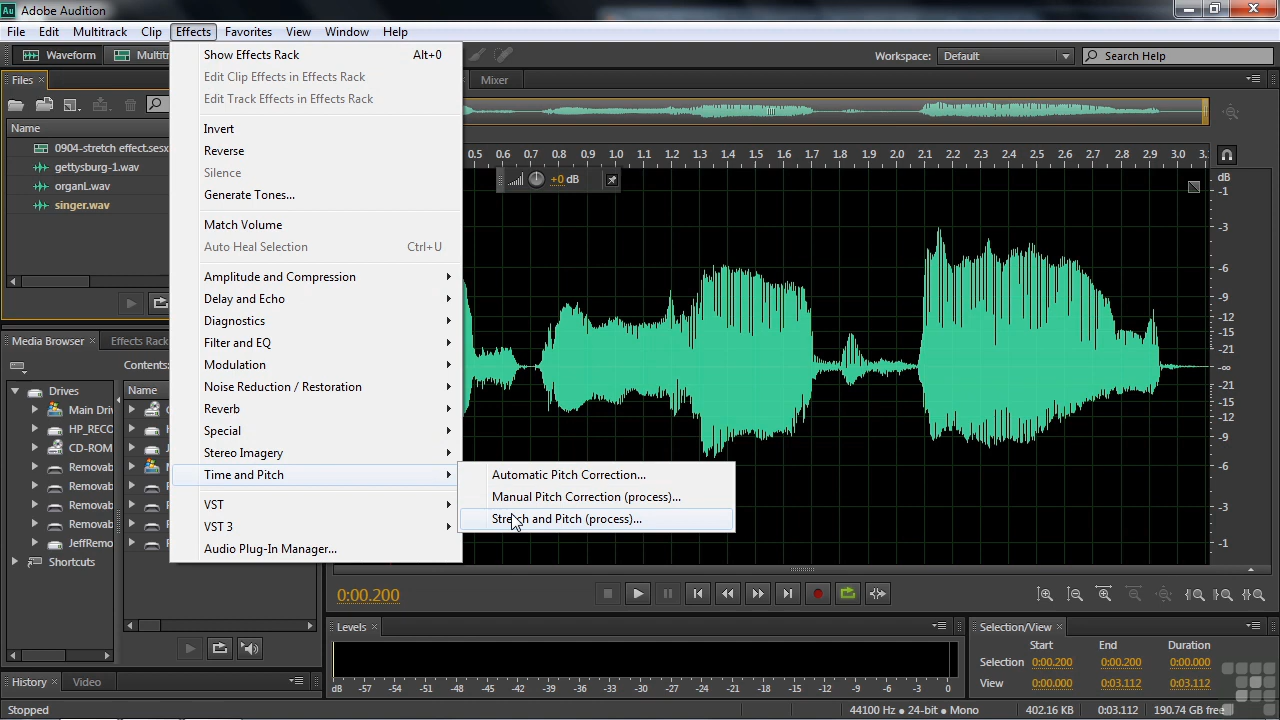 Au Adobe Audition
File Edit Multitrack Clip Effects Favorites View Window Help
Waveform
Workspace: Default
Search Help
Files
Mixer
Name
0904-stretch effect.sesx
gettysburg-1.wav
organL.wav
singer.wav
Show Effects Rack Alt+0
Edit Clip Effects in Effects Rack
Edit Track Effects in Effects Rack
Invert
Reverse
Silence
Generate Tones...
Match Volume
Auto Heal Selection Ctrl+U
Amplitude and Compression
Delay and Echo
Diagnostics
Filter and EQ
Modulation
Noise Reduction / Restoration
Reverb
Special
Stereo Imagery
Time and Pitch
VST
VST 3
Audio Plug-In Manager...
Automatic Pitch Correction...
Manual Pitch Correction (process)...
Stretch and Pitch (process)...
0.5 0.6 0.7 0.8 0.9 1.0 1.1 1.2 1.3 1.4 1.5 1.6 1.7 1.8 1.9 2.0 2.1 2.2 2.3 2.4 2.5 2.6 2.7 2.8 2.9 3.0
+0 dB
dB
-1
-3
-6
-9
-12
-15
-21
-∞
-21
-15
-12
-9
-6
-3
-1
Media Browser Effects Rack
Contents:
Drives
Name
Main
HP_RECO
CD-ROM
Removab
Removab
Removab
Removab
JeffRemo
Shortcuts
History Video
0:00.200
Levels
dB -57 -54 -51 -48 -45 -42 -39 -36 -33 -30 -27 -24 -21 -18 -15 -12 -9 -6 -3 0
Selection/View
Start End Duration
Selection 0:00.200 0:00.200 0:00.000
View 0:00.000 0:03.112 0:03.112
Stopped
44100 Hz ● 24-bit ● Mono 402.16 KB 0:03.112 190.74 GB free